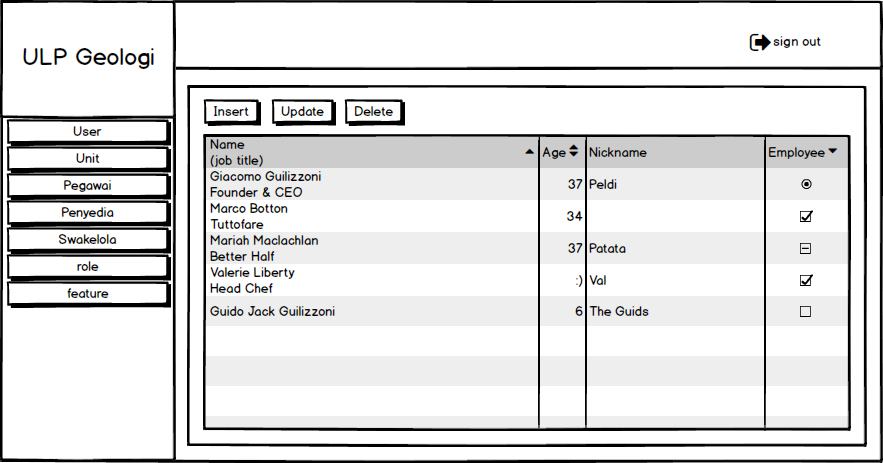 ULP Geologi
sign out
User
Unit
Pegawai
Penyedia
Swakelola
role
feature
Insert Update Delete
Name
(job title)
Age Nickname Employee
Giacomo Guilizzoni
Founder & CEO
37 Peldi
Marco Botton
Tuttofare
34
Mariah Maclachlan
Better Half
37 Patata
Valerie Liberty
Head Chef
:) Val
Guido Jack Guilizzoni 6 The Guids